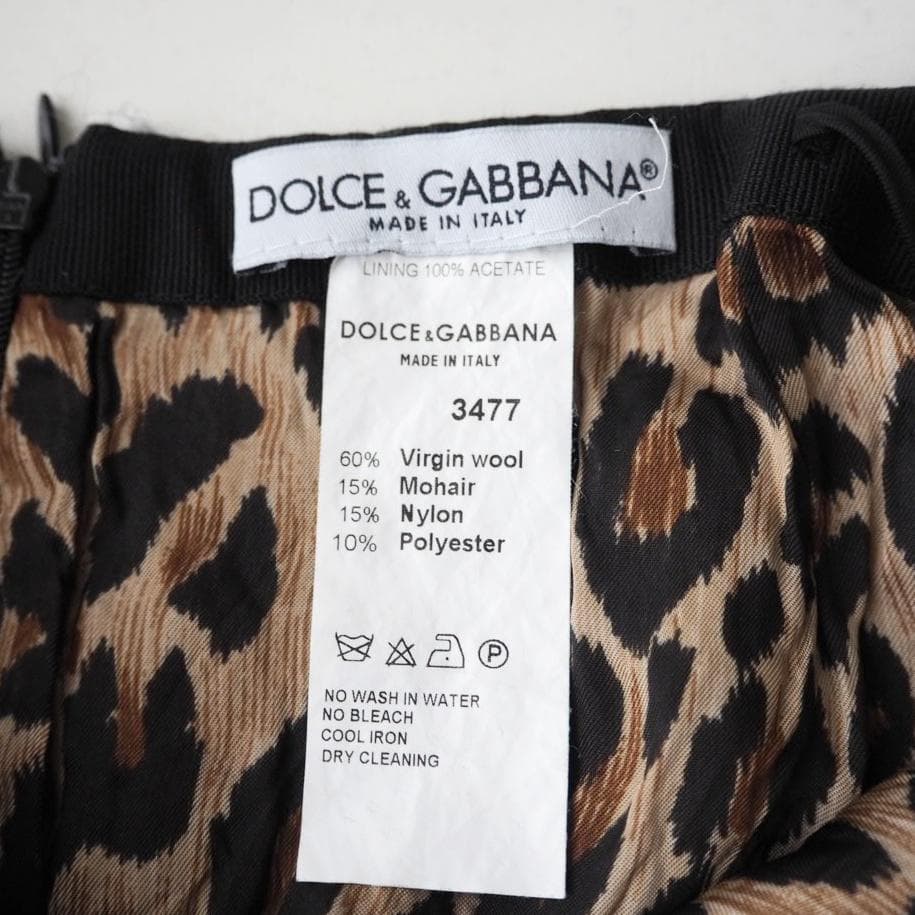 DOLCE & GABBANA®
MADE IN ITALY
LINING 100% ACETATE
DOLCE & GABBANA
MADE IN ITALY
3477
60% Virgin wool
15% Mohair
15% Nylon
10% Polyester
P
NO WASH IN WATER
NO BLEACH
COOL IRON
DRY CLEANING